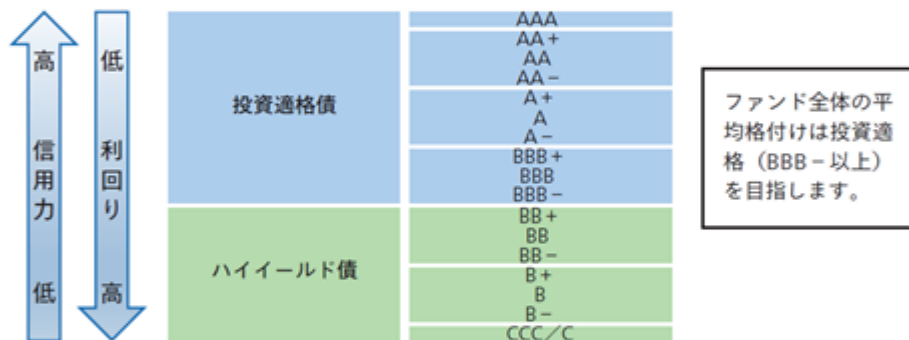 高
信用力
低
低
利回り
高
投資適格債
AAA
AA+
AA
AA-
A+
A
A-
BBB+
BBB
BBB-
ハイイールド債
BB+
BB
BB-
B+
B
B-
CCC／C
ファンド全体の平
均格付けは投資適
格（BBB-以上）
を目指します。